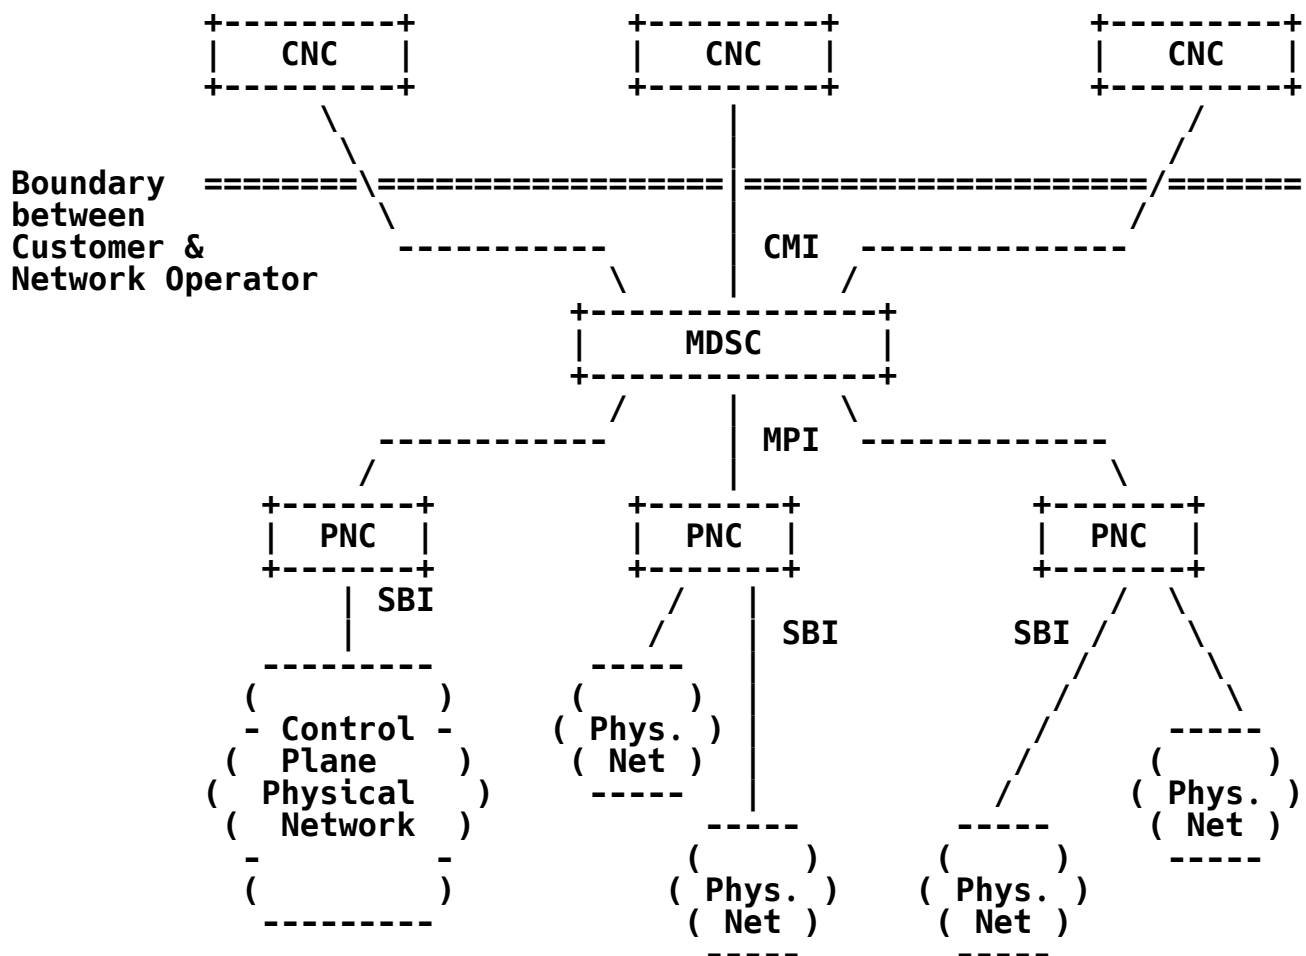 CNC CNC CNC
Boundary
between
Customer & CMI
Network Operator
MDSC
MPI
PNC PNC PNC
SBI
SBI SBI
Control Phys.
Plane Net
Physical Phys.
Network Net
Phys. Phys.
Net Net